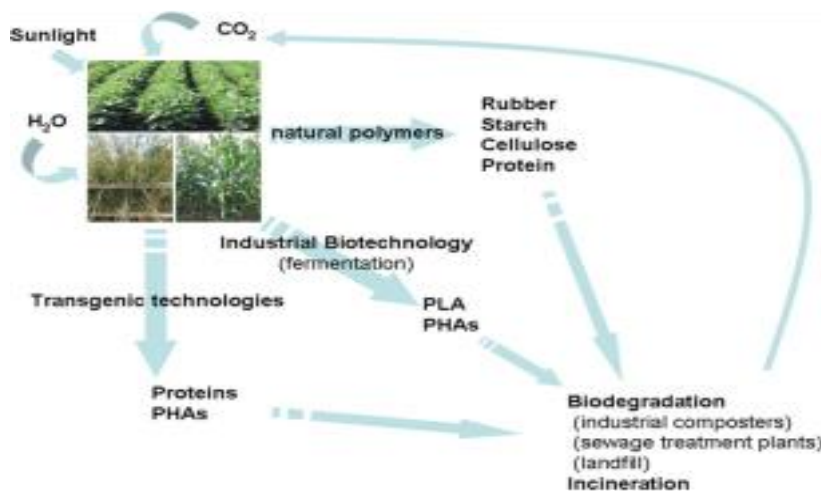 Sunlight
CO₂
H₂O
natural polymers
Rubber
Starch
Cellulose
Protein
Industrial Biotechnology
(fermentation)
Transgenic technologies
PLA
PHAs
Proteins
PHAs
Biodegradation
(industrial composters)
(sewage treatment plants)
(landfill)
Incineration